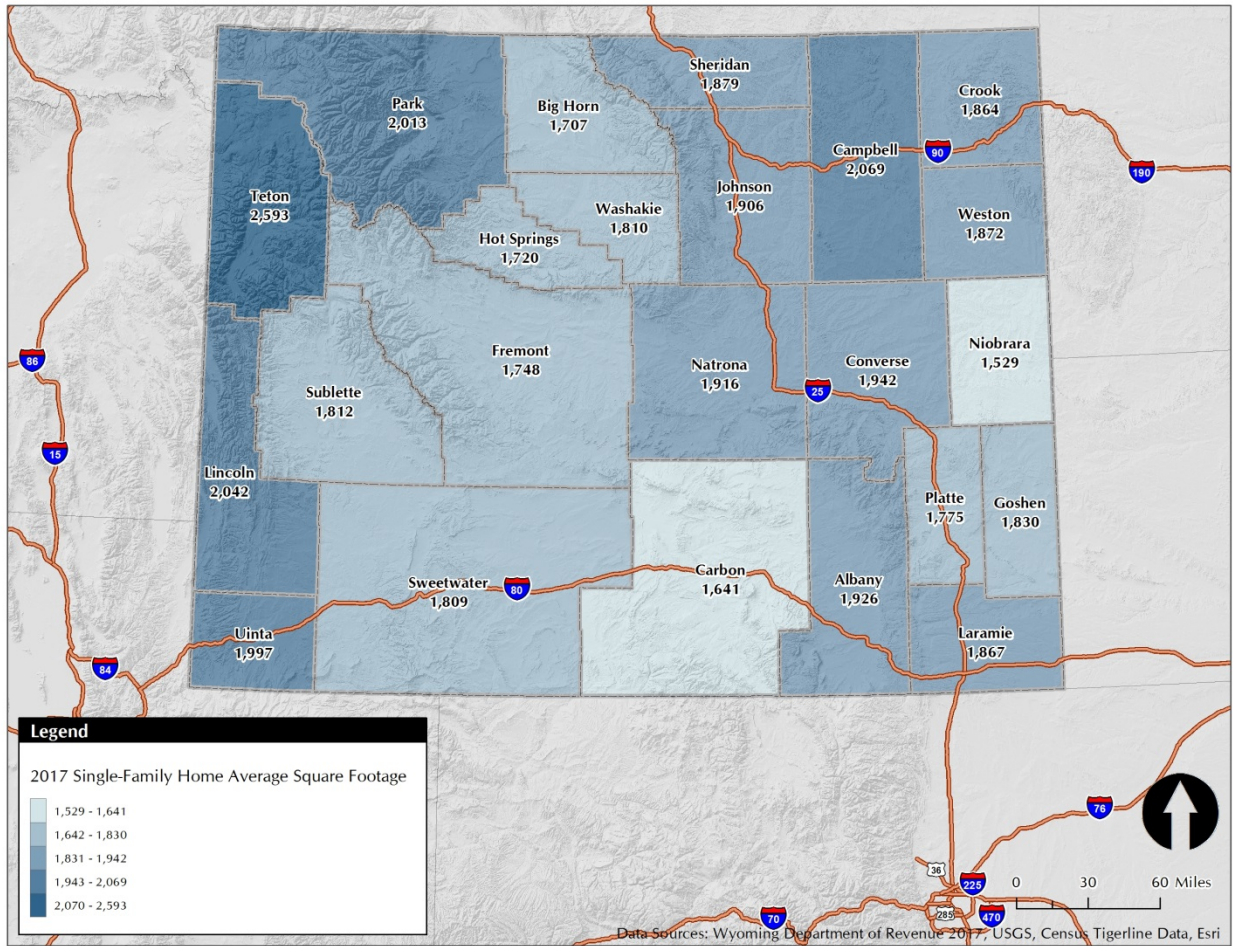 Sheridan
1,879
Crook
1,864
Park
2,013
Big Horn
1,707
Campbell
2,069
90
190
Teton
2,593
Johnson
1,906
Washakie
1,810
Weston
1,872
Hot Springs
1,720
86
Fremont
1,748
Natrona
1,916
Converse
1,942
Niobrara
1,529
Sublette
1,812
25
15
Lincoln
2,042
Platte
1,775
Goshen
1,830
Sweetwater
1,809
80
Carbon
1,641
Albany
1,926
Uinta
1,997
Laramie
1,867
84
Legend
2017 Single-Family Home Average Square Footage
1,529 - 1,641
1,642 - 1,830
1,831 - 1,942
1,943 - 2,069
2,070 - 2,593
76
36
225
0 30 60 Miles
285
470
70
Data Sources: Wyoming Department of Revenue 2017, USGS, Census Tigerline Data, Esri